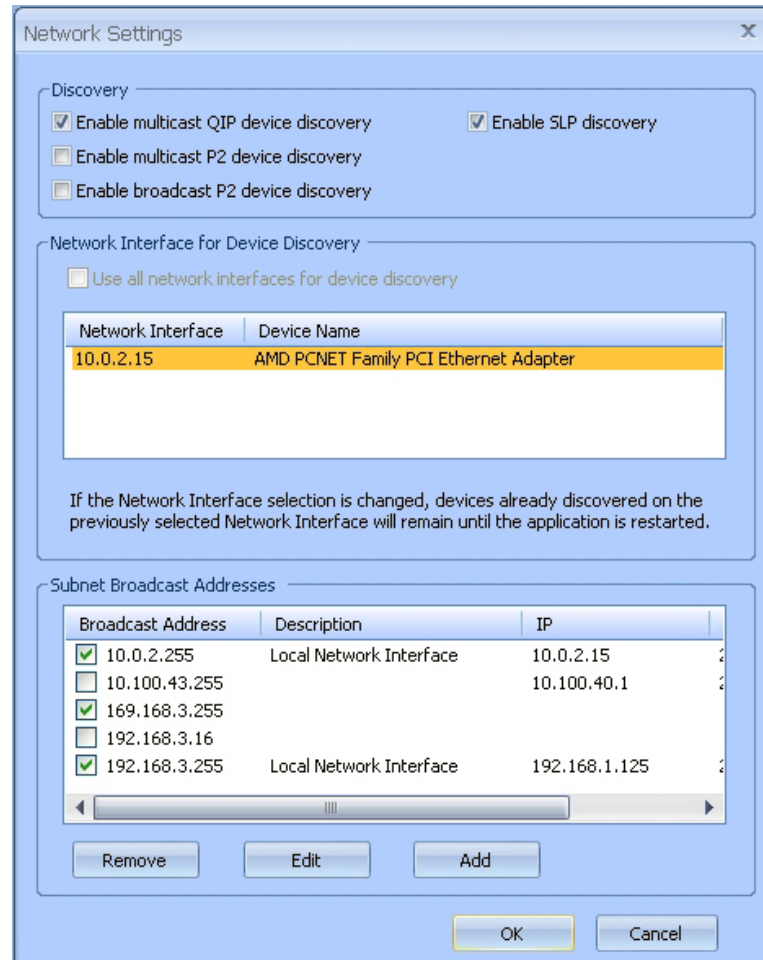 Network Settings
Discovery
Enable multicast QIP device discovery Enable SLP discovery
Enable multicast P2 device discovery
Enable broadcast P2 device discovery
Network Interface for Device Discovery
Use all network interfaces for device discovery
Network Interface Device Name
10.0.2.15 AMD PCNET Family PCI Ethernet Adapter
If the Network Interface selection is changed, devices already discovered on the
previously selected Network Interface will remain until the application is restarted.
Subnet Broadcast Addresses
Broadcast Address Description IP
10.0.2.255 Local Network Interface 10.0.2.15
10.100.43.255 10.100.40.1
169.168.3.255
192.168.3.16
192.168.3.255 Local Network Interface 192.168.1.125
Remove Edit Add
OK Cancel